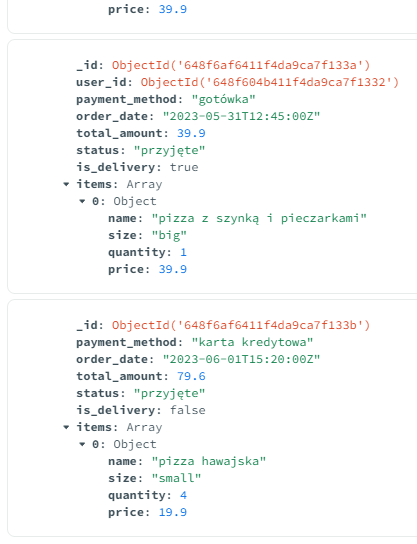 price: 39.9
_id: ObjectId('648f6af6411f4da9ca7f133a')
user_id: ObjectId('648f604b411f4da9ca7f1332')
payment_method: "gotówka"
order_date: "2023-05-31T12:45:00Z"
total_amount: 39.9
status: "przyjęte"
is_delivery: true
items: Array
0: Object
name: "pizza z szynką i pieczarkami"
size: "big"
quantity: 1
price: 39.9
_id: ObjectId('648f6af6411f4da9ca7f133b')
payment_method: "karta kredytowa"
order_date: "2023-06-01T15:20:00Z"
total_amount: 79.6
status: "przyjęte"
is_delivery: false
items: Array
0: Object
name: "pizza hawajska"
size: "small"
quantity: 4
price: 19.9